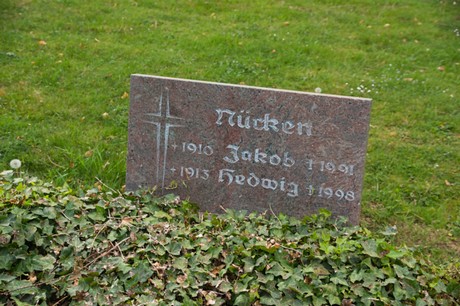 Nücken
+1910 Jakob †1991
+1913 Hedwig †1998